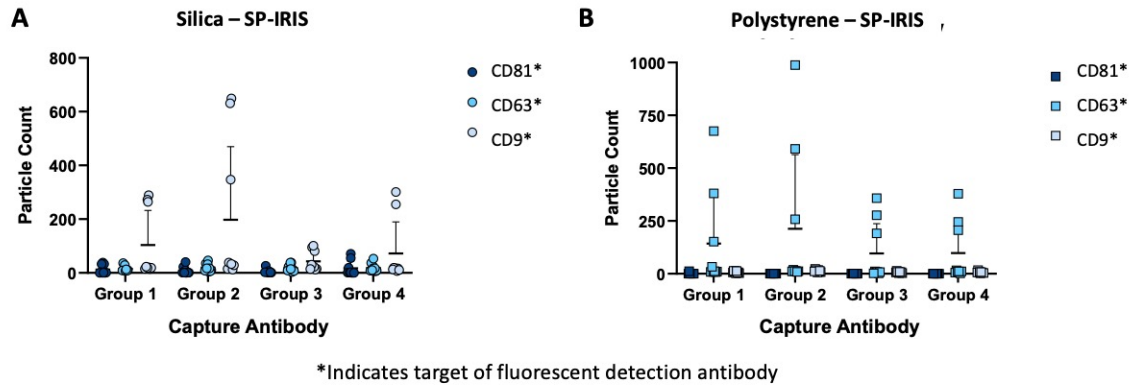 A
Silica – SP-IRIS
800
600
400
200
0
Particle Count
Group 1 Group 2 Group 3 Group 4
Capture Antibody
CD81*
CD63*
CD9*
B
Polystyrene – SP-IRIS
1000
750
500
250
0
Particle Count
Group 1 Group 2 Group 3 Group 4
Capture Antibody
CD81*
CD63*
CD9*
*Indicates target of fluorescent detection antibody